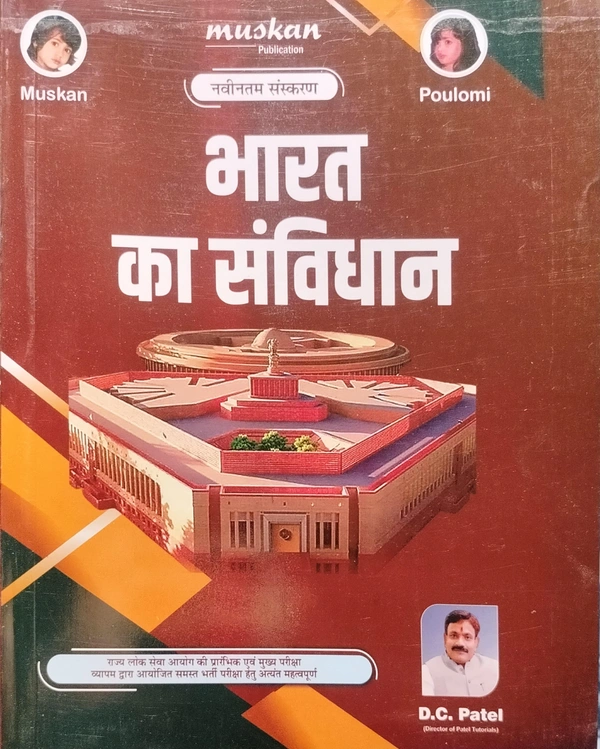 muskan
Publication
Muskan
Poulomi
नवीनतम संस्करण
भारत
का संविधान
राज्य लोक सेवा आयोग की प्रारंभिक एवं मुख्य परीक्षा
व्यापम द्वारा आयोजित समस्त भर्ती परीक्षा हेतु अत्यंत महत्वपूर्ण
D.C. Patel
(Director of Patel Tutorials)